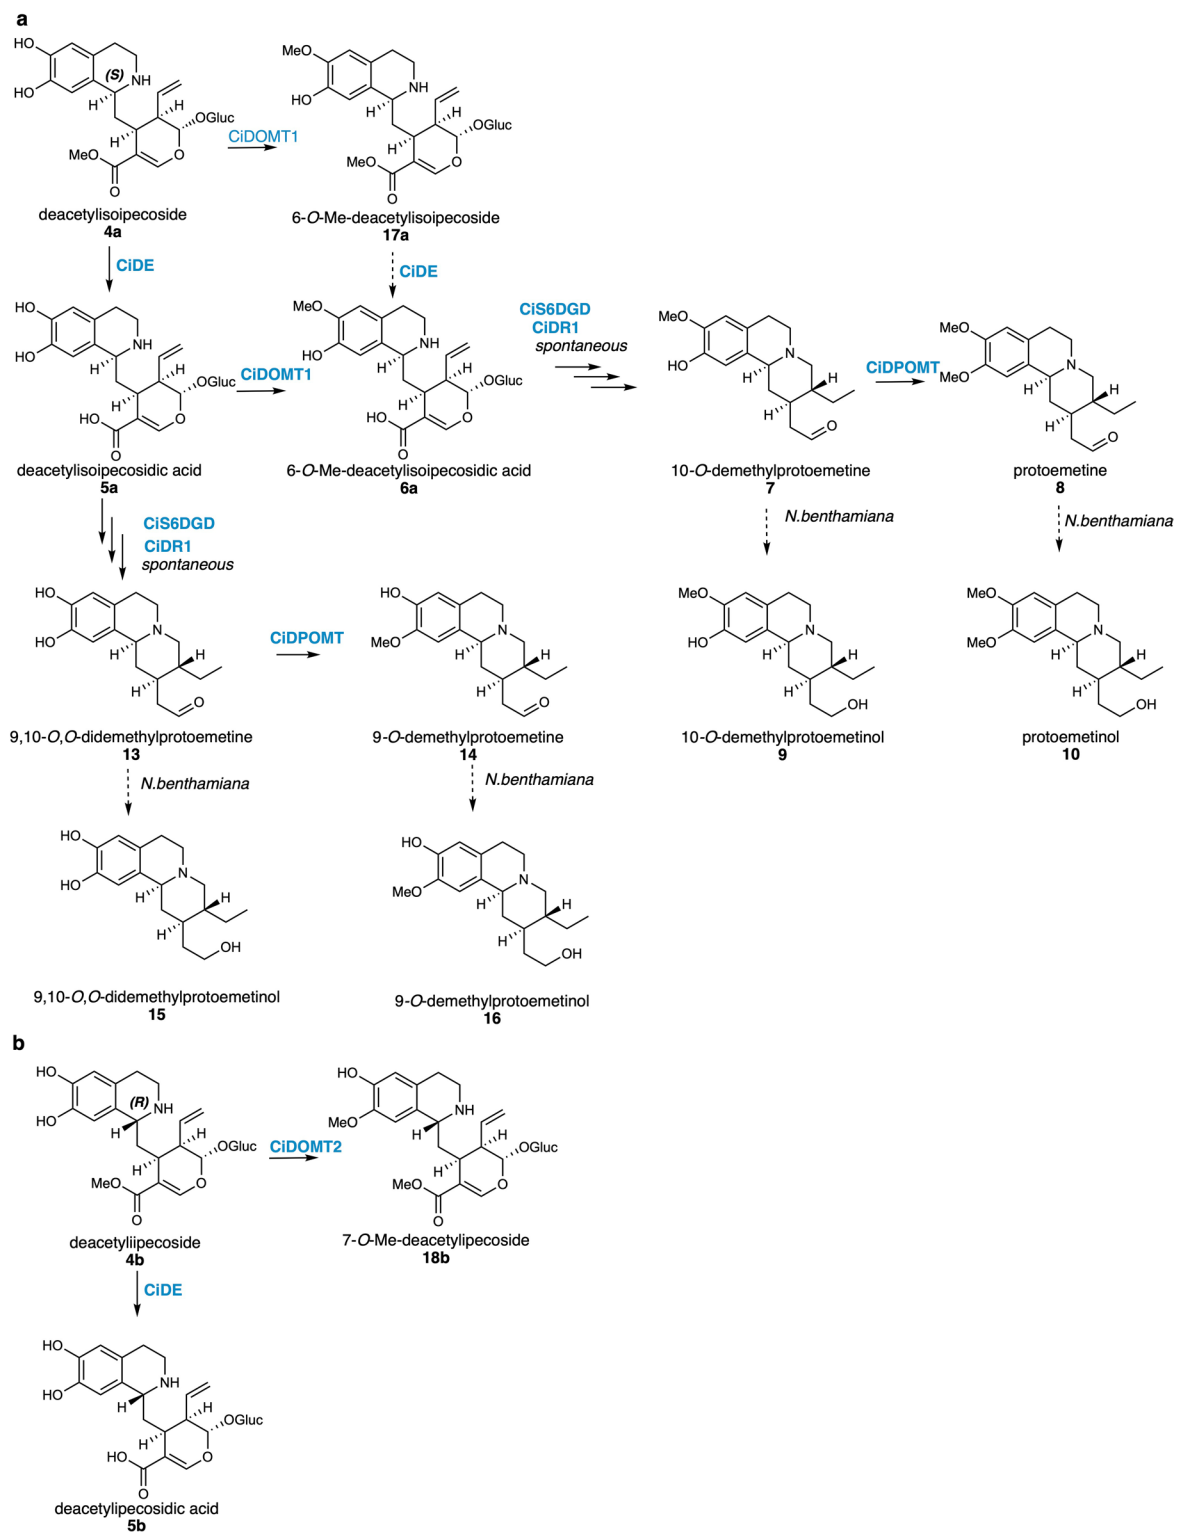 a
HO
HO
(S)
NH
H
H
H
OGluc
MeO
O
O
deacetylisoipecoside
4a
CiDOMT1
MeO
HO
NH
H
H
H
OGluc
MeO
O
O
6-O-Me-deacetylisoipecoside
17a
CiDE
CiDE
HO
HO
NH
H
H
H
OGluc
HO
O
O
deacetylisoipecosidic acid
5a
CiDOMT1
MeO
HO
NH
H
H
H
OGluc
HO
O
O
6-O-Me-deacetylisoipecosidic acid
6a
CiS6DGD
CiDR1
spontaneous
MeO
HO
N
H
H
H
O
10-O-demethylprotoemetine
7
CiDPOMT
MeO
MeO
N
H
H
H
O
protoemetine
8
CiS6DGD
CiDR1
spontaneous
N.benthamiana
N.benthamiana
HO
HO
N
H
H
H
O
9,10-O,O-didemethylprotoemetine
13
CiDPOMT
HO
MeO
N
H
H
H
O
9-O-demethylprotoemetine
14
MeO
HO
N
H
H
H
OH
10-O-demethylprotoemetinol
9
MeO
MeO
N
H
H
H
OH
protoemetinol
10
N.benthamiana
N.benthamiana
HO
HO
N
H
H
H
OH
9,10-O,O-didemethylprotoemetinol
15
HO
MeO
N
H
H
H
OH
9-O-demethylprotoemetinol
16
b
HO
HO
(R)
NH
H
H
H
OGluc
MeO
O
O
deacetyliipecoside
4b
CiDOMT2
HO
MeO
NH
H
H
H
OGluc
MeO
O
O
7-O-Me-deacetylipecoside
18b
CiDE
HO
HO
NH
H
H
H
OGluc
HO
O
O
deacetylipecosidic acid
5b